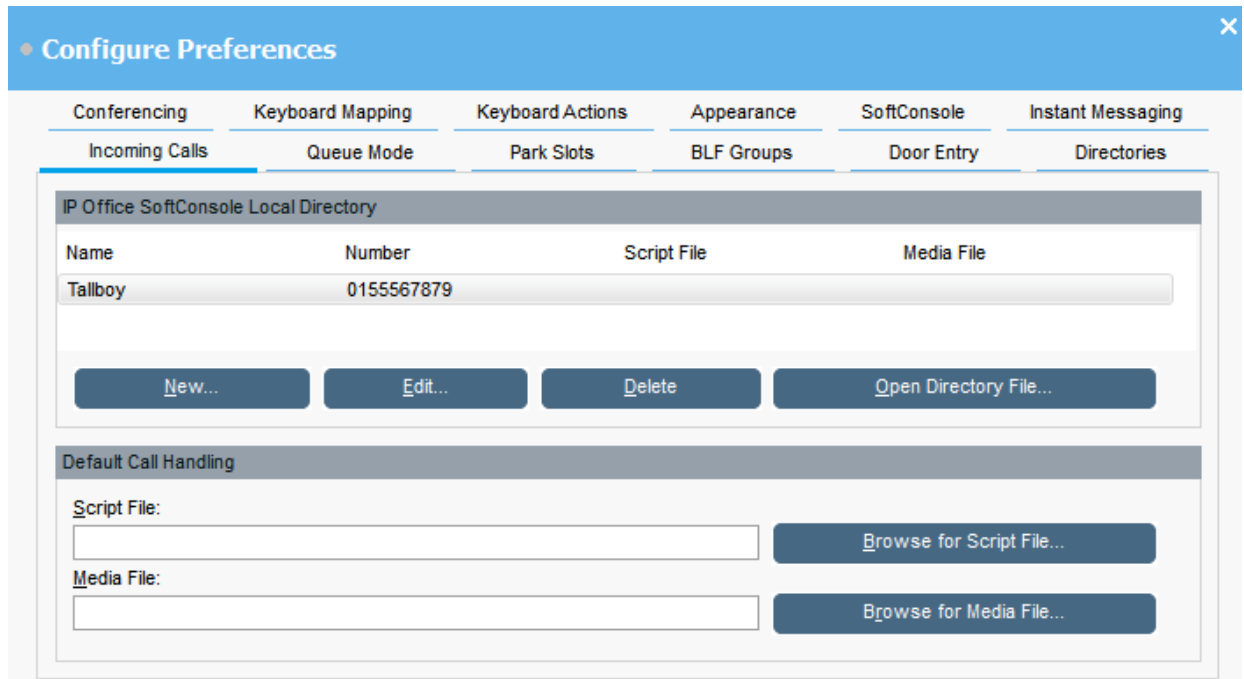 Configure Preferences
Conferencing Keyboard Mapping Keyboard Actions Appearance SoftConsole Instant Messaging
Incoming Calls Queue Mode Park Slots BLF Groups Door Entry Directories
IP Office SoftConsole Local Directory
Name Number Script File Media File
Tallboy 0155567879
New... Edit... Delete Open Directory File...
Default Call Handling
Script File:
Browse for Script File...
Media File:
Browse for Media File...